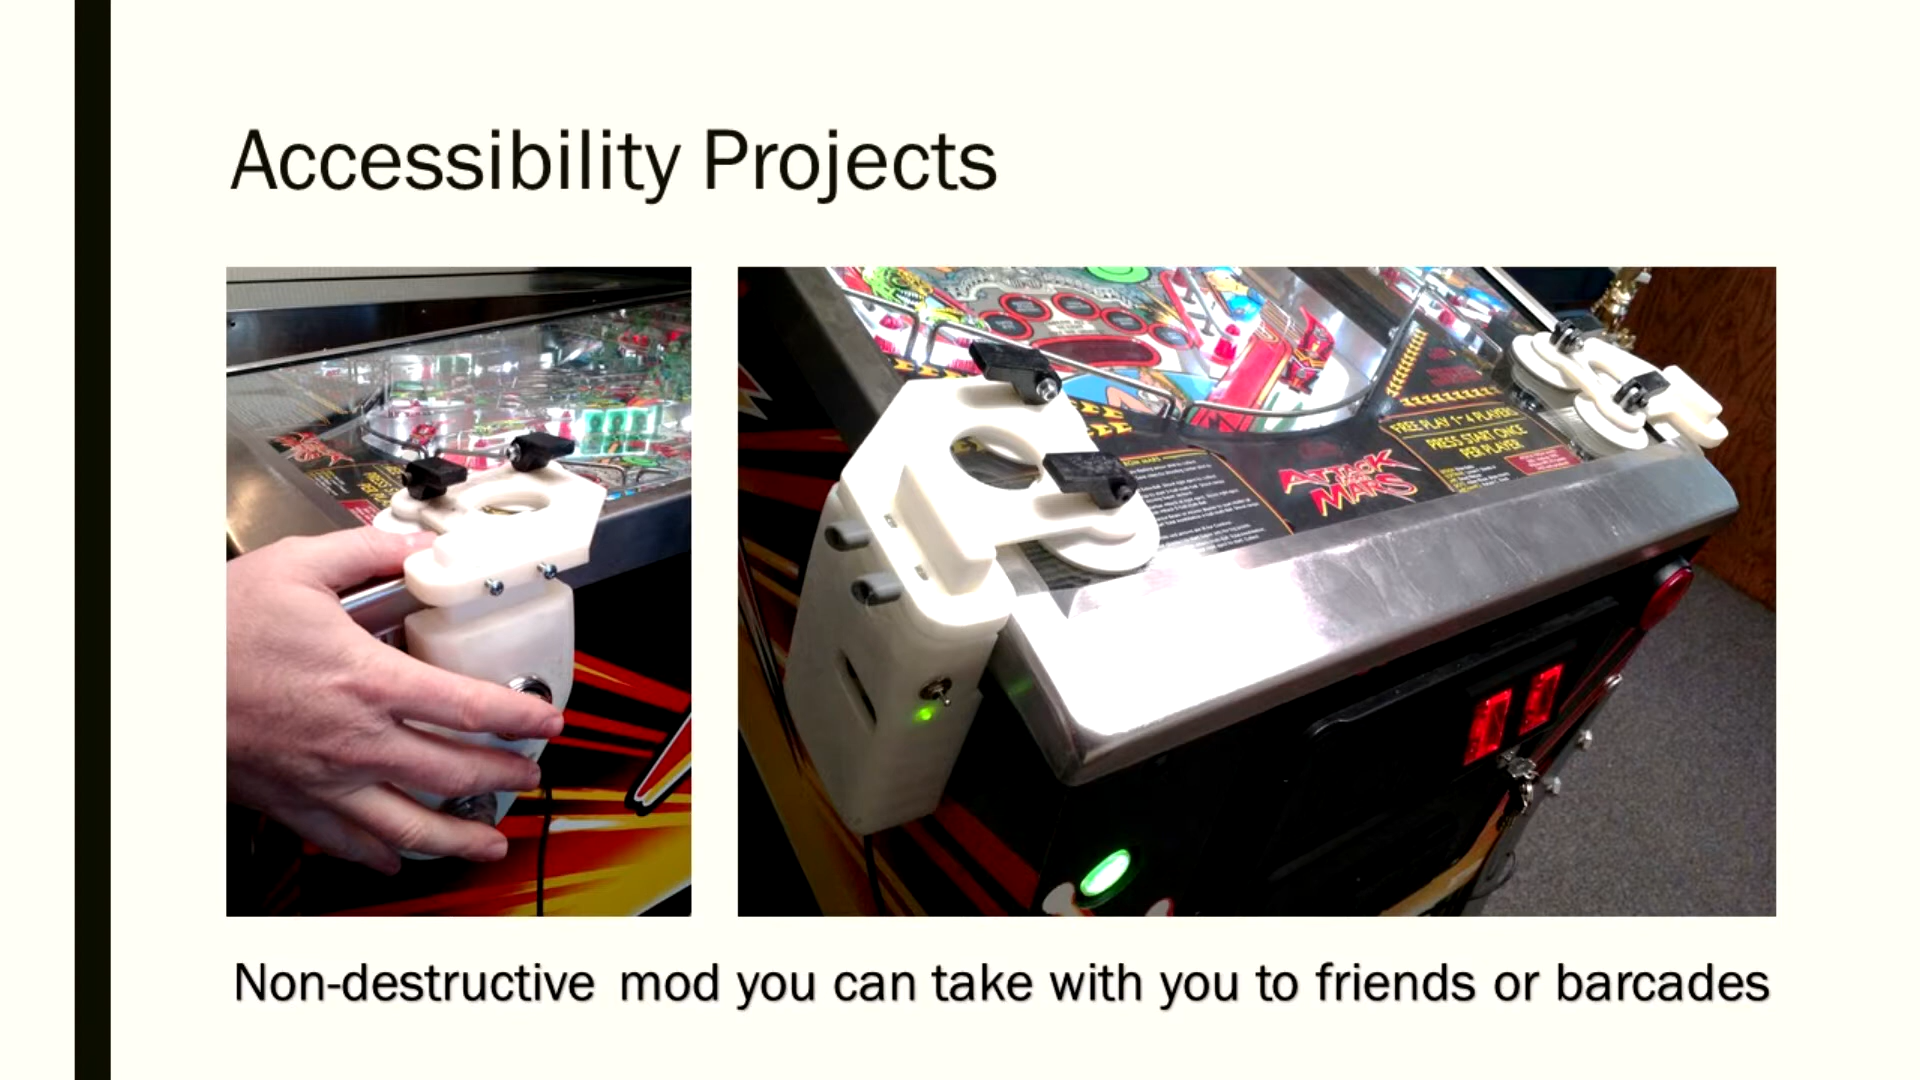 Accessibility Projects
FREE PLAY 1-4 PLAYERS
PRESS START ONCE
PER PLAYER
ATTACK
FROM
MARS
Non-destructive mod you can take with you to friends or barcades